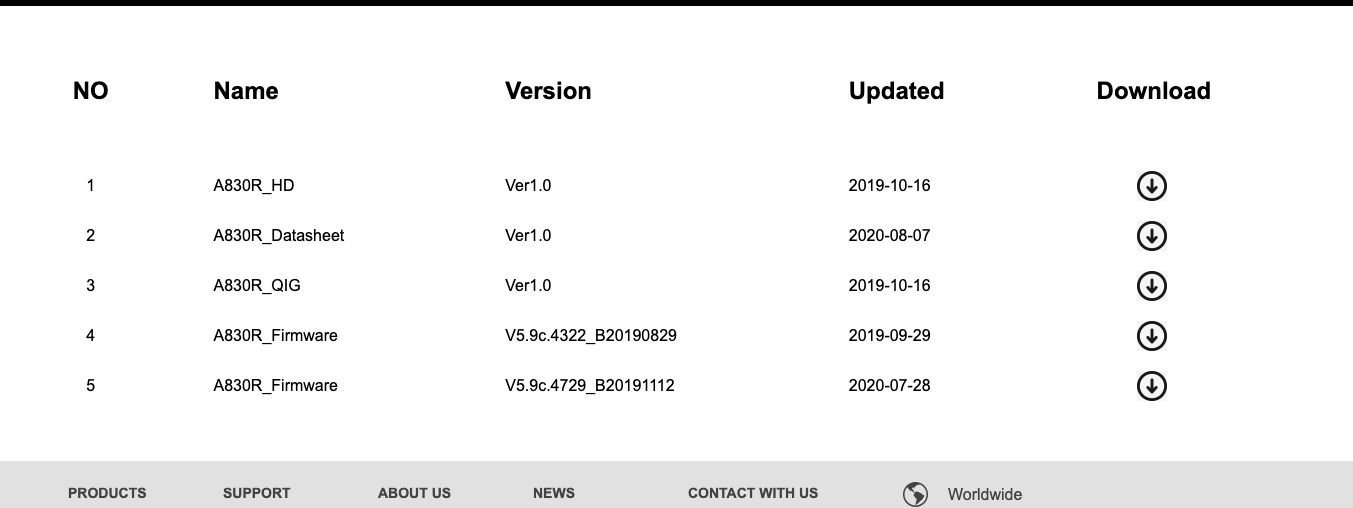 NO Name Version Updated Download
1 A830R_HD Ver1.0 2019-10-16
2 A830R_Datasheet Ver1.0 2020-08-07
3 A830R_QIG Ver1.0 2019-10-16
4 A830R_Firmware V5.9c.4322_B20190829 2019-09-29
5 A830R_Firmware V5.9c.4729_B20191112 2020-07-28
PRODUCTS SUPPORT ABOUT US NEWS CONTACT WITH US Worldwide